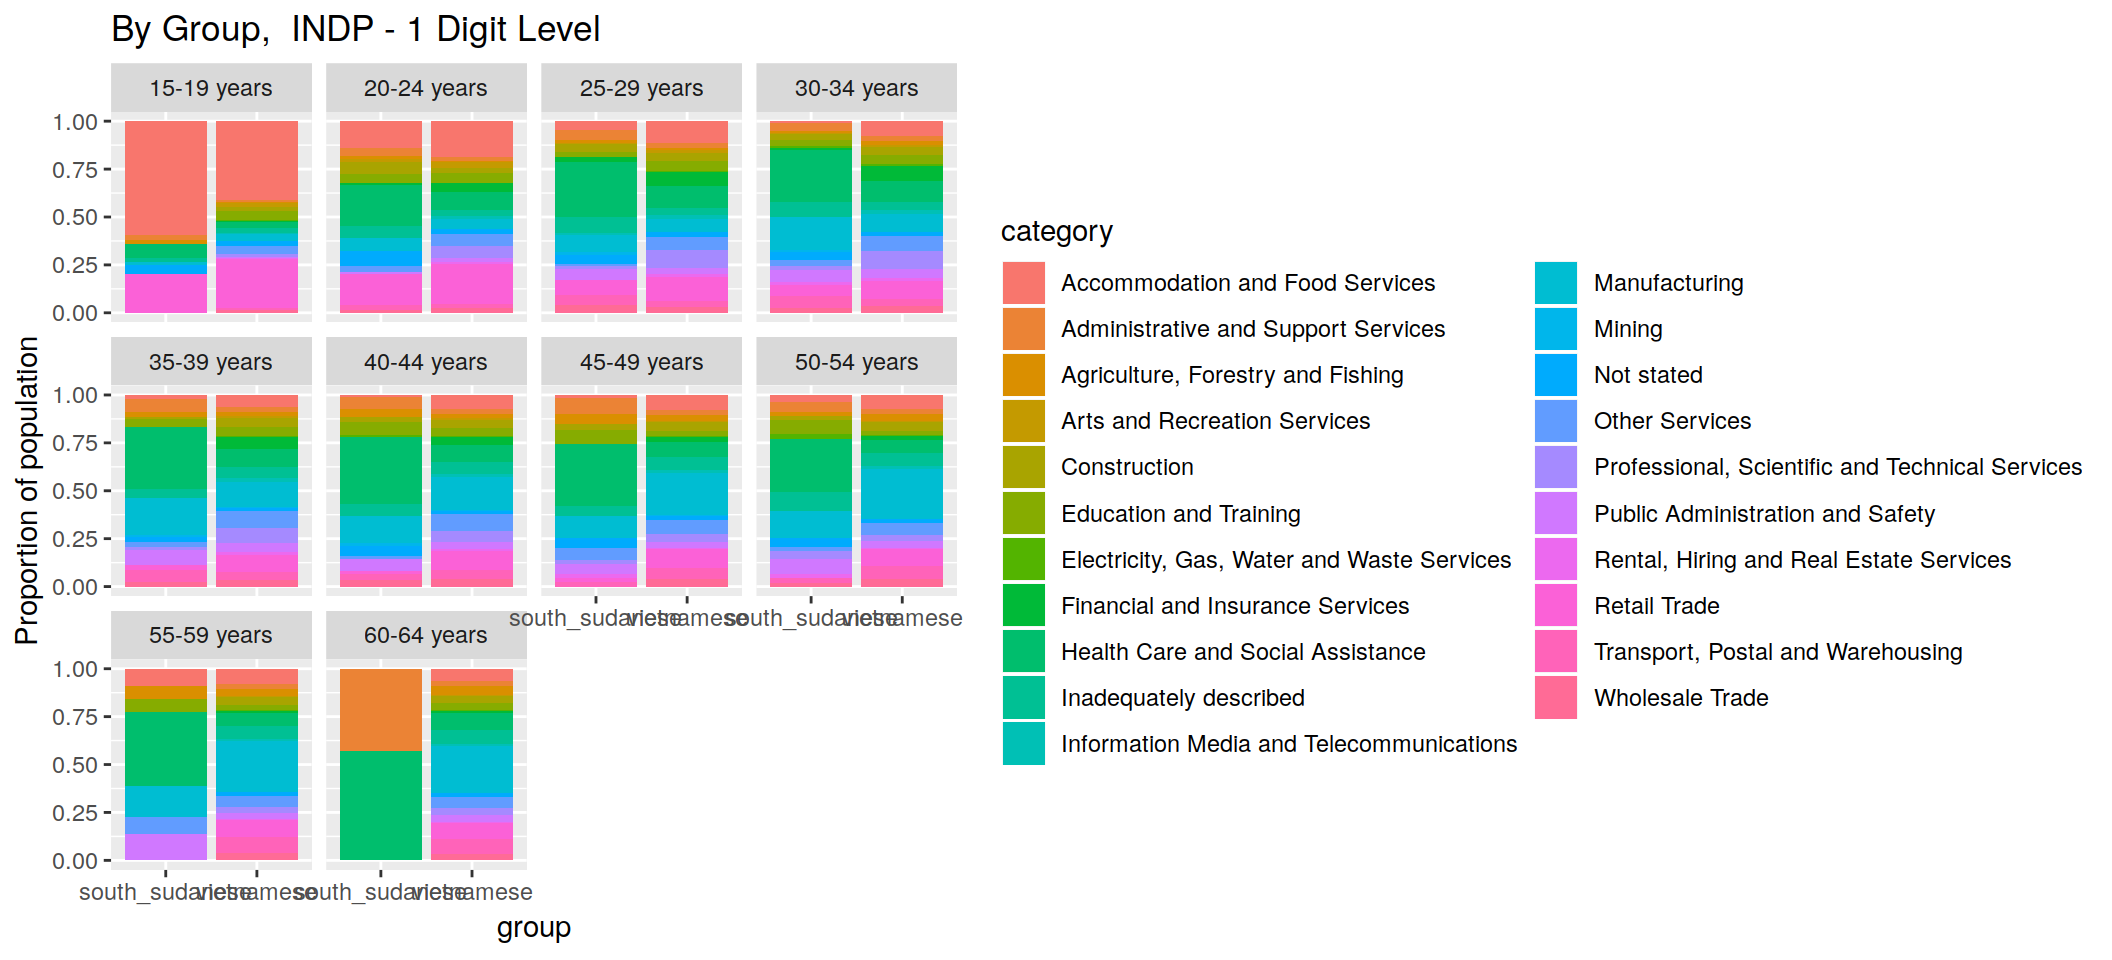 By Group,  INDP - 1 Digit Level
15-19 years
20-24 years
25-29 years
30-34 years
1.00
0.75
0.50
0.25
0.00
35-39 years
40-44 years
45-49 years
50-54 years
1.00
0.75
0.50
0.25
0.00
south_sudanese
vietnamese
south_sudanese
vietnamese
55-59 years
60-64 years
1.00
0.75
0.50
0.25
0.00
south_sudanese
vietnamese
south_sudanese
vietnamese
group
Proportion of population
category
Accommodation and Food Services
Administrative and Support Services
Agriculture, Forestry and Fishing
Arts and Recreation Services
Construction
Education and Training
Electricity, Gas, Water and Waste Services
Financial and Insurance Services
Health Care and Social Assistance
Inadequately described
Information Media and Telecommunications
Manufacturing
Mining
Not stated
Other Services
Professional, Scientific and Technical Services
Public Administration and Safety
Rental, Hiring and Real Estate Services
Retail Trade
Transport, Postal and Warehousing
Wholesale Trade